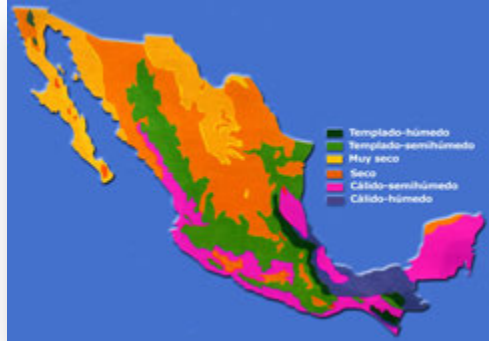 Templado-húmedo
Templado-semihúmedo
Muy seco
Seco
Cálido-semihúmedo
Cálido-húmedo